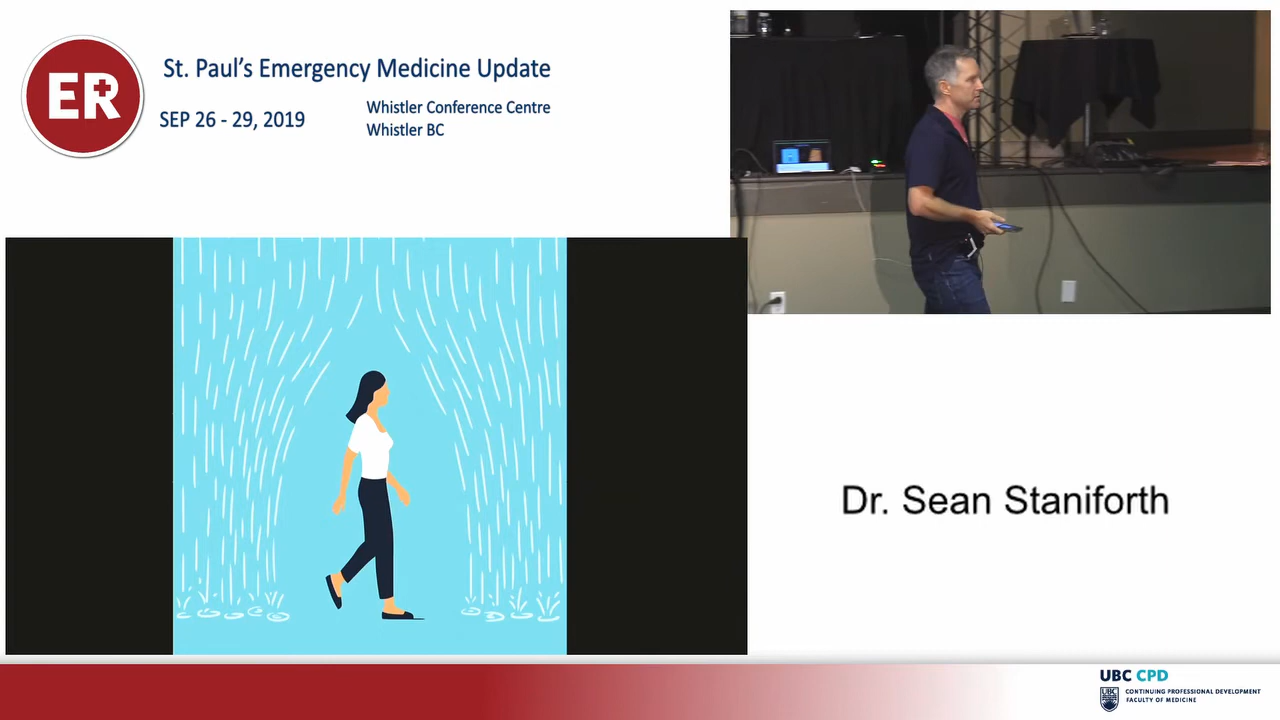 ER
St. Paul's Emergency Medicine Update
SEP 26 - 29, 2019
Whistler Conference Centre
Whistler BC
Dr. Sean Staniforth
UBC CPD
UBC
CONTINUING PROFESSIONAL DEVELOPMENT
FACULTY OF MEDICINE